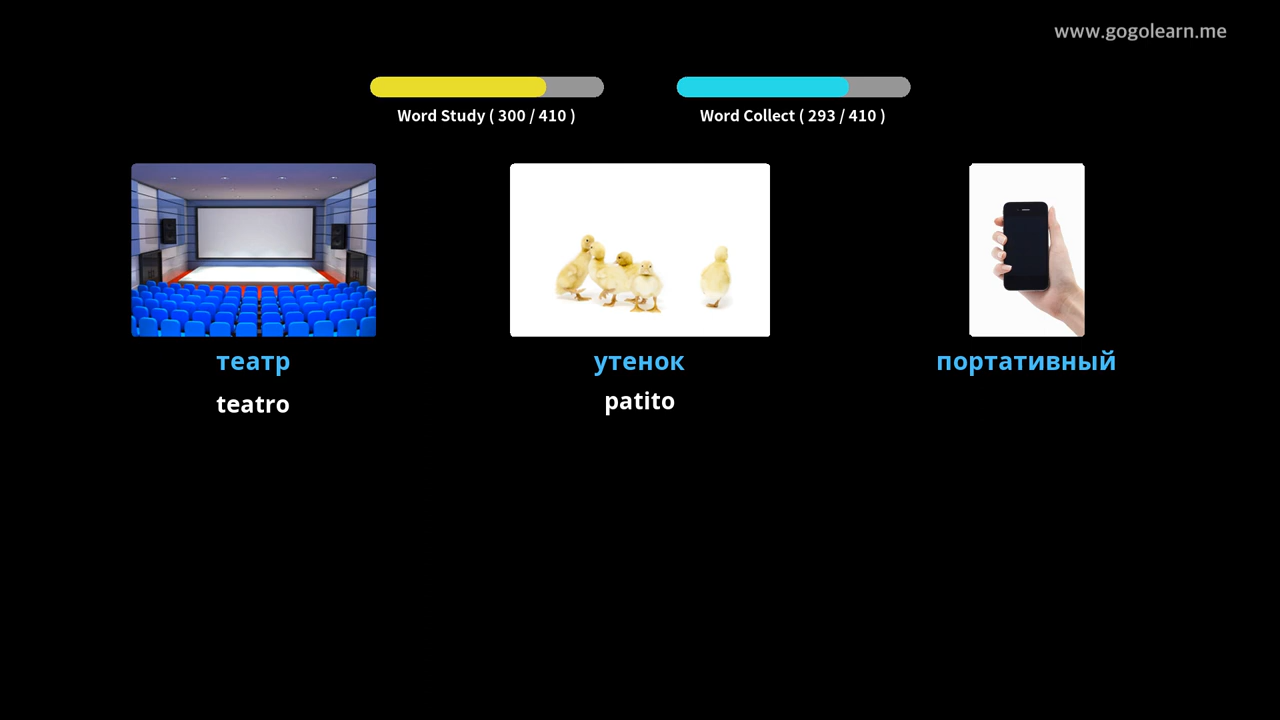 www.gogolearn.me
Word Study ( 300 / 410 )
Word Collect ( 293 / 410 )
театр
утенок
портативный
teatro
patito